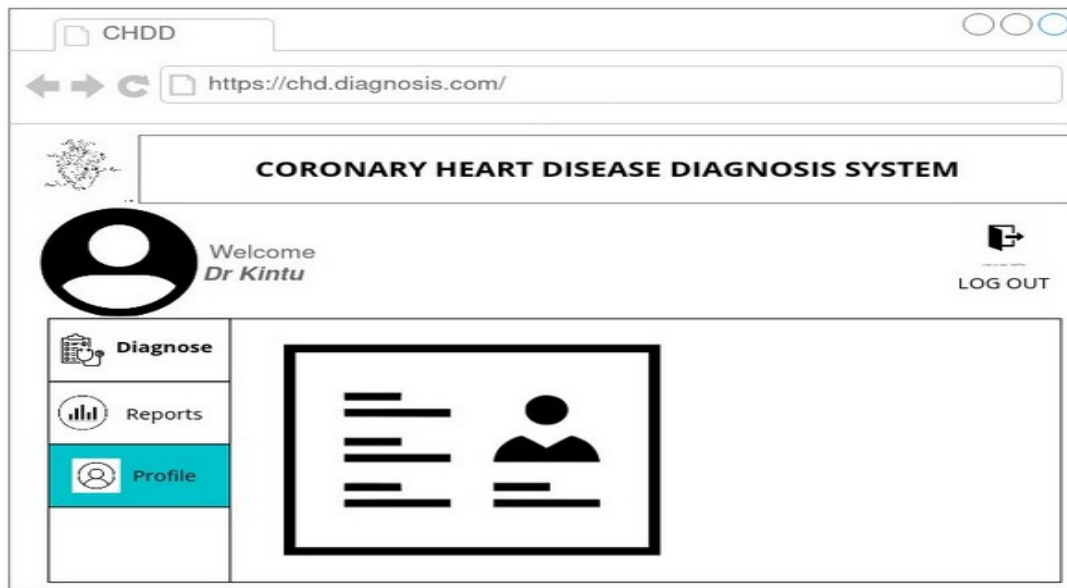 CHDD
https://chd.diagnosis.com/
CORONARY HEART DISEASE DIAGNOSIS SYSTEM
Welcome
Dr Kintu
LOG OUT
Diagnose
Reports
Profile